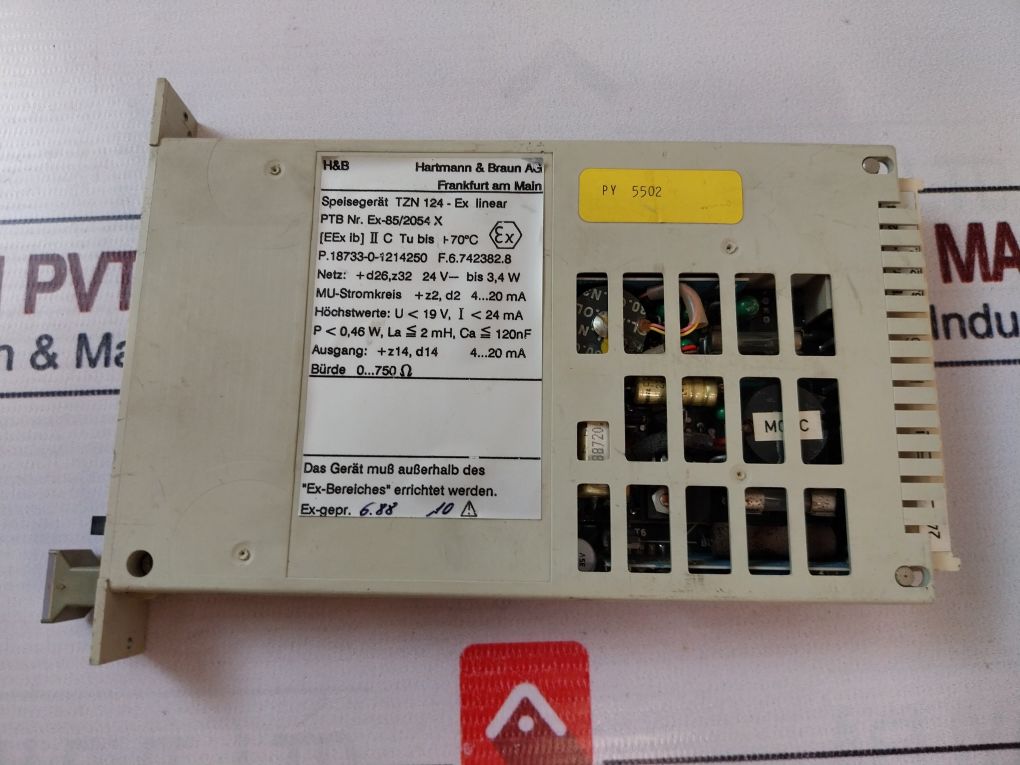 H&B Hartmann & Braun AG
Frankfurt am Main
Speisegerät TZN 124 - Ex linear
PTB Nr. Ex-85/2054 X
[EEx ib] II C Tu bis +70°C Ex
P.18733-0-1214250 F.6.742382.8
Netz: +d26,z32 24 V— bis 3,4 W
MU-Stromkreis +z2, d2 4...20 mA
Höchstwerte: U < 19 V, I < 24 mA
P < 0,46 W, La ≦ 2 mH, Ca ≦ 120nF
Ausgang: +z14, d14 4...20 mA
Bürde 0...750 Ω
Das Gerät muß außerhalb des
"Ex-Bereiches" errichtet werden.
Ex-gepr. 6.88 10
PY 5502
88720
T6
77
PVT
& Ma
MA
Indu